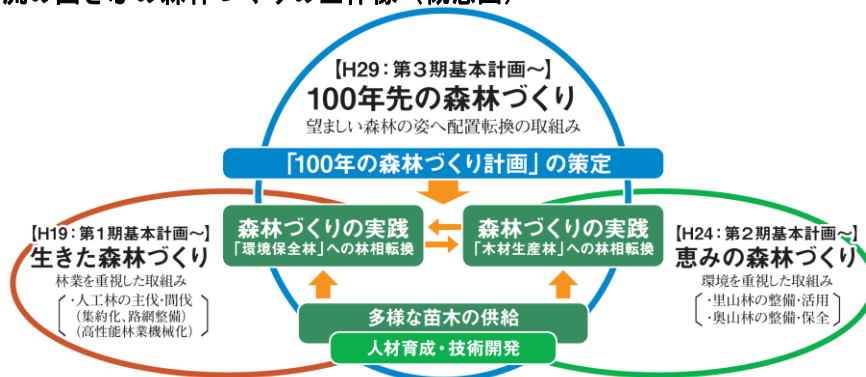 【H29:第3期基本計画~】
100年先の森林づくり
望ましい森林の姿へ配置転換の取組み
「100年の森林づくり計画」の策定
【H19:第1期基本計画~】
生きた森林づくり
林業を重視した取組み
・人工林の主伐・間伐
(集約化、路網整備)
(高性能林業機械化)
森林づくりの実践
「環境保全林」への林相転換
森林づくりの実践
「木材生産林」への林相転換
【H24:第2期基本計画~】
恵みの森林づくり
環境を重視した取組み
・里山林の整備・活用
・奥山林の整備・保全
多様な苗木の供給
人材育成・技術開発